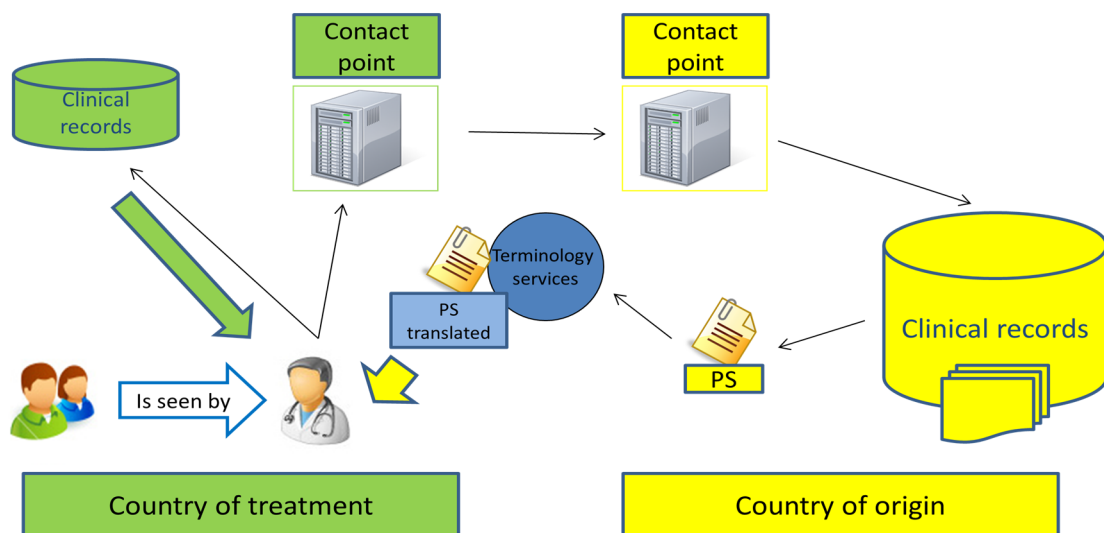 Contact
point
Contact
point
Clinical
records
Terminology
services
PS
translated
Clinical records
PS
Is seen by
Country of treatment
Country of origin